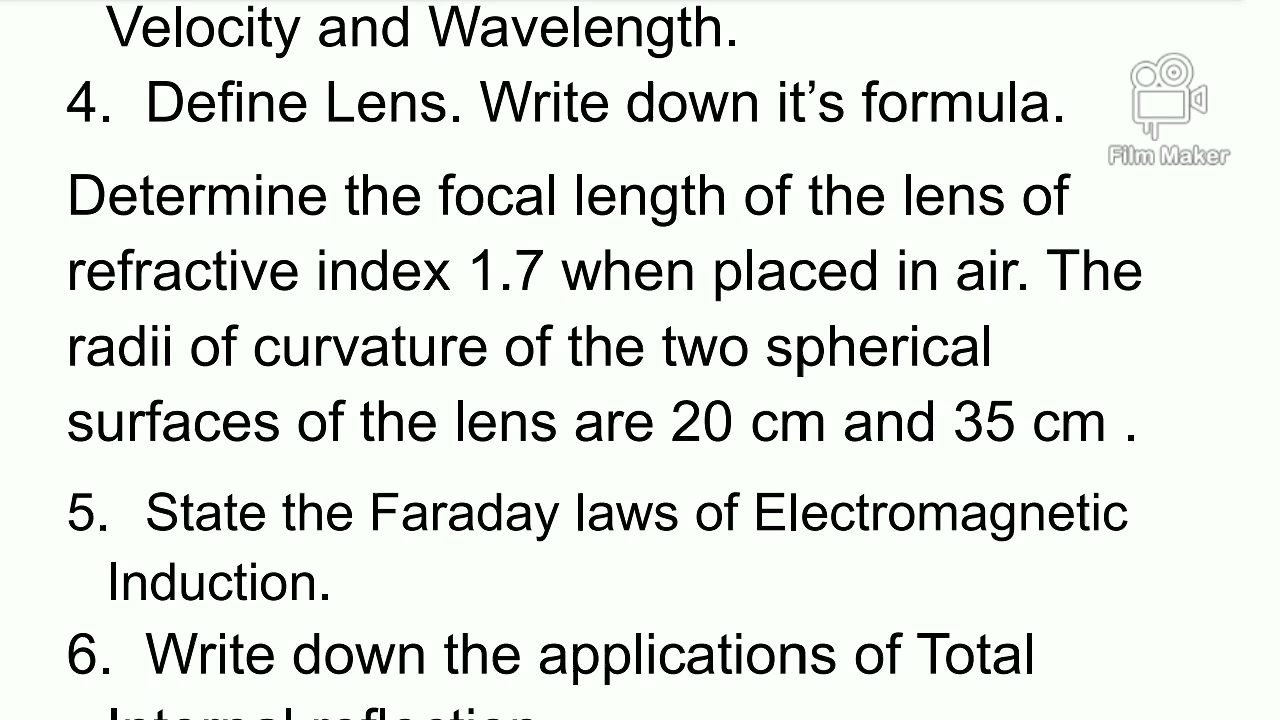 Velocity and Wavelength.
4. Define Lens. Write down it’s formula.
Film Maker
Determine the focal length of the lens of
refractive index 1.7 when placed in air. The
radii of curvature of the two spherical
surfaces of the lens are 20 cm and 35 cm .
5. State the Faraday laws of Electromagnetic
Induction.
6. Write down the applications of Total
Internal reflection